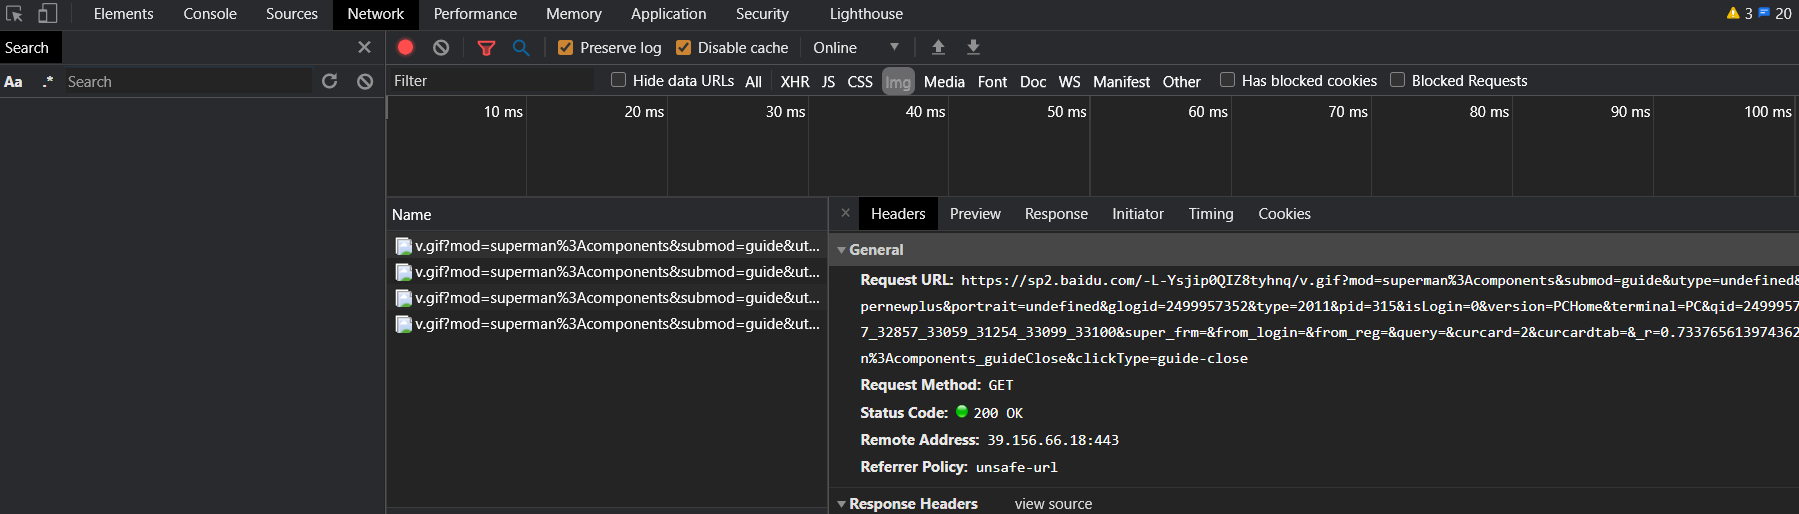 Elements Console Sources Network Performance Memory Application Security Lighthouse 3 20
Search
Preserve log Disable cache Online
Aa .* Search
Filter Hide data URLs All XHR JS CSS Img Media Font Doc WS Manifest Other Has blocked cookies Blocked Requests
10 ms 20 ms 30 ms 40 ms 50 ms 60 ms 70 ms 80 ms 90 ms 100 ms
Name
v.gif?mod=superman%3Acomponents&submod=guide&ut...
v.gif?mod=superman%3Acomponents&submod=guide&ut...
v.gif?mod=superman%3Acomponents&submod=guide&ut...
v.gif?mod=superman%3Acomponents&submod=guide&ut...
Headers Preview Response Initiator Timing Cookies
General
Request URL: https://sp2.baidu.com/-L-Ysjip0QIZ8tyhnq/v.gif?mod=superman%3Acomponents&submod=guide&utype=undefined&
pernewplus&portrait=undefined&glogid=2499957352&type=2011&pid=315&isLogin=0&version=PCHome&terminal=PC&qid=2499957
7_32857_33059_31254_33099_33100&super_frm=&from_login=&from_reg=&query=&curcard=2&curcardtab=&_r=0.733765613974362
n%3Acomponents_guideClose&clickType=guide-close
Request Method: GET
Status Code: 200 OK
Remote Address: 39.156.66.18:443
Referrer Policy: unsafe-url
Response Headers view source